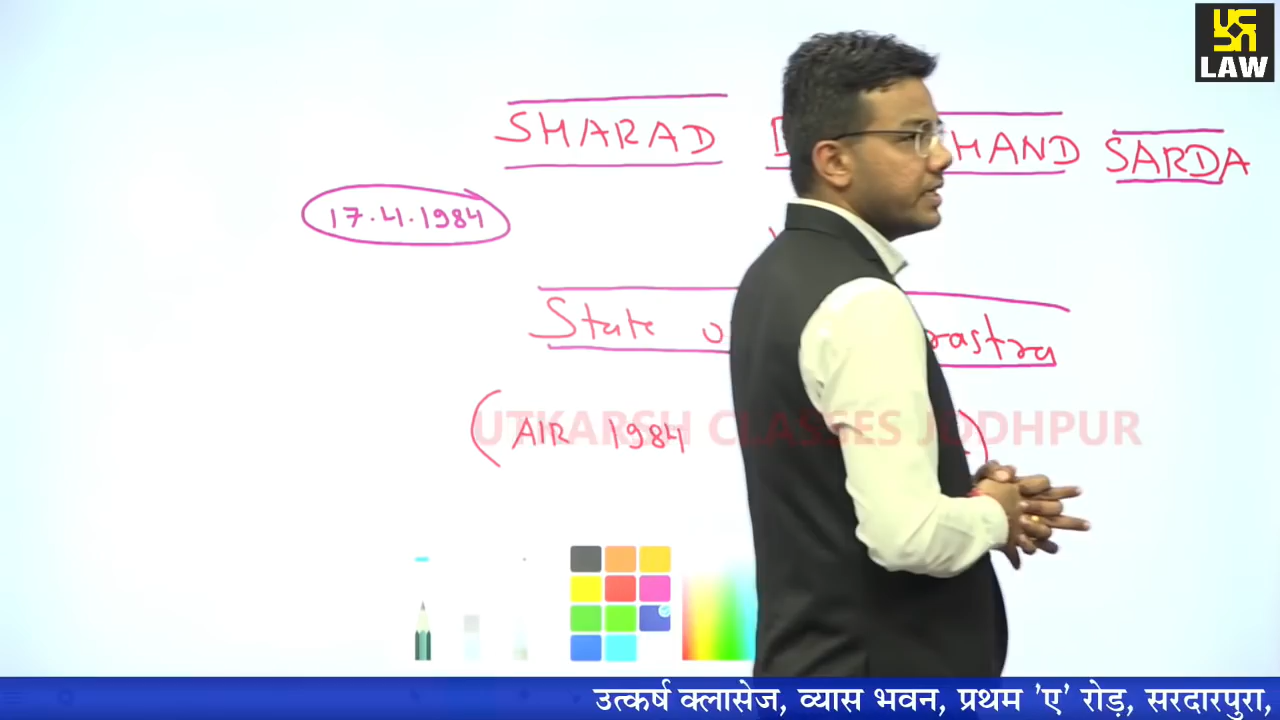 LAW
SHARAD HAND SARDA
17.4.1984
State rastra
(AIR 1984 )
UTKARSH CLASSES JODHPUR
उत्कर्ष क्लासेज, व्यास भवन, प्रथम 'ए' रोड़, सरदारपुरा,